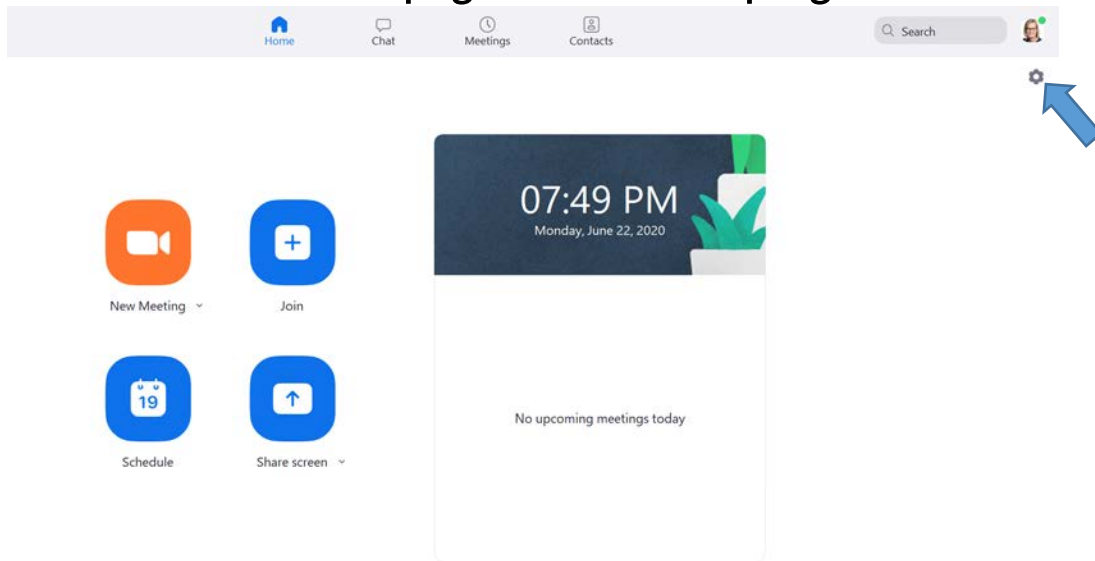 Home
Chat
Meetings
Contacts
Search
07:49 PM
Monday, June 22, 2020
New Meeting
Join
19
Schedule
Share screen
No upcoming meetings today